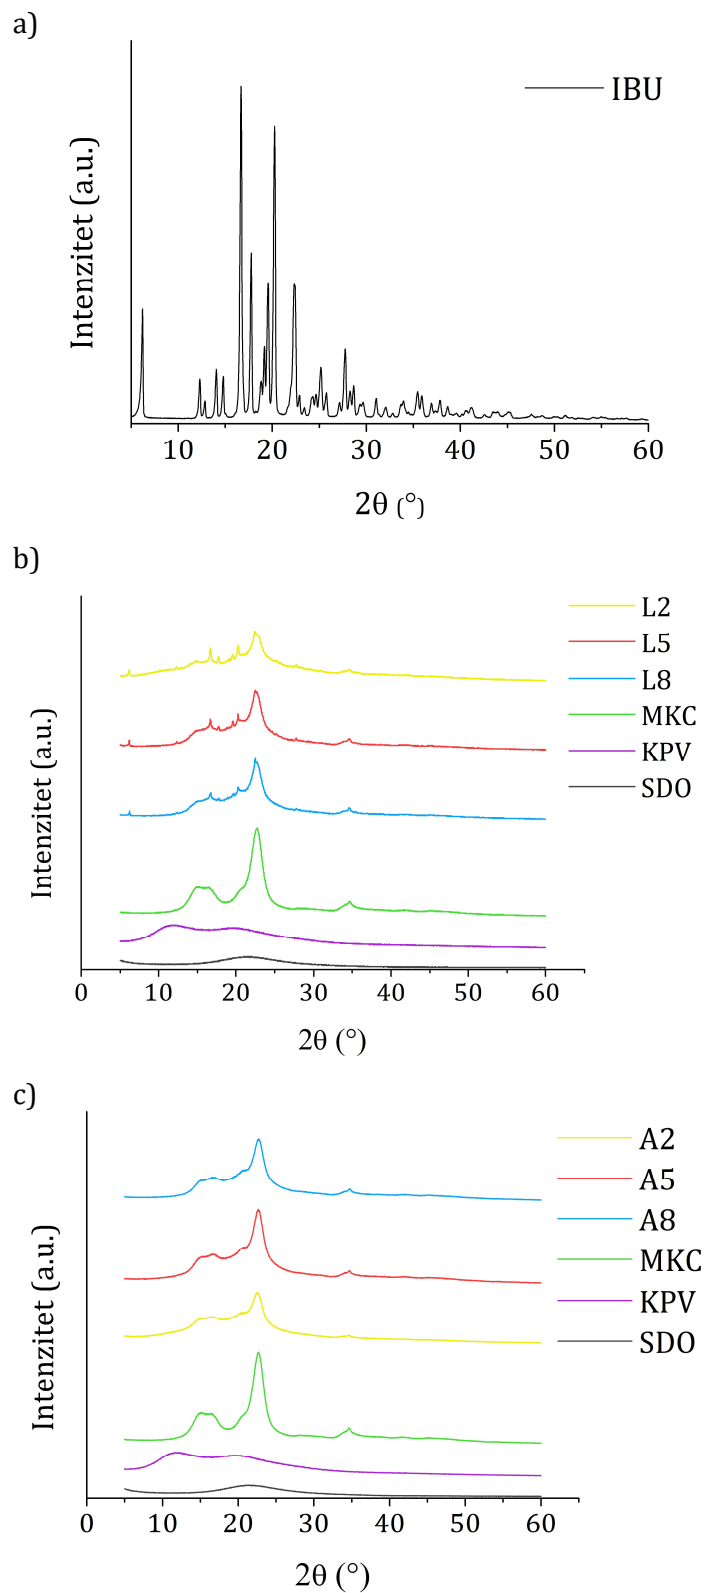 a)
IBU
Intenzitet (a.u.)
10 20 30 40 50 60
2θ (°)
b)
L2
L5
L8
MKC
KPV
SDO
Intenzitet (a.u.)
0 10 20 30 40 50 60
2θ (°)
c)
A2
A5
A8
MKC
KPV
SDO
Intenzitet (a.u.)
0 10 20 30 40 50 60
2θ (°)